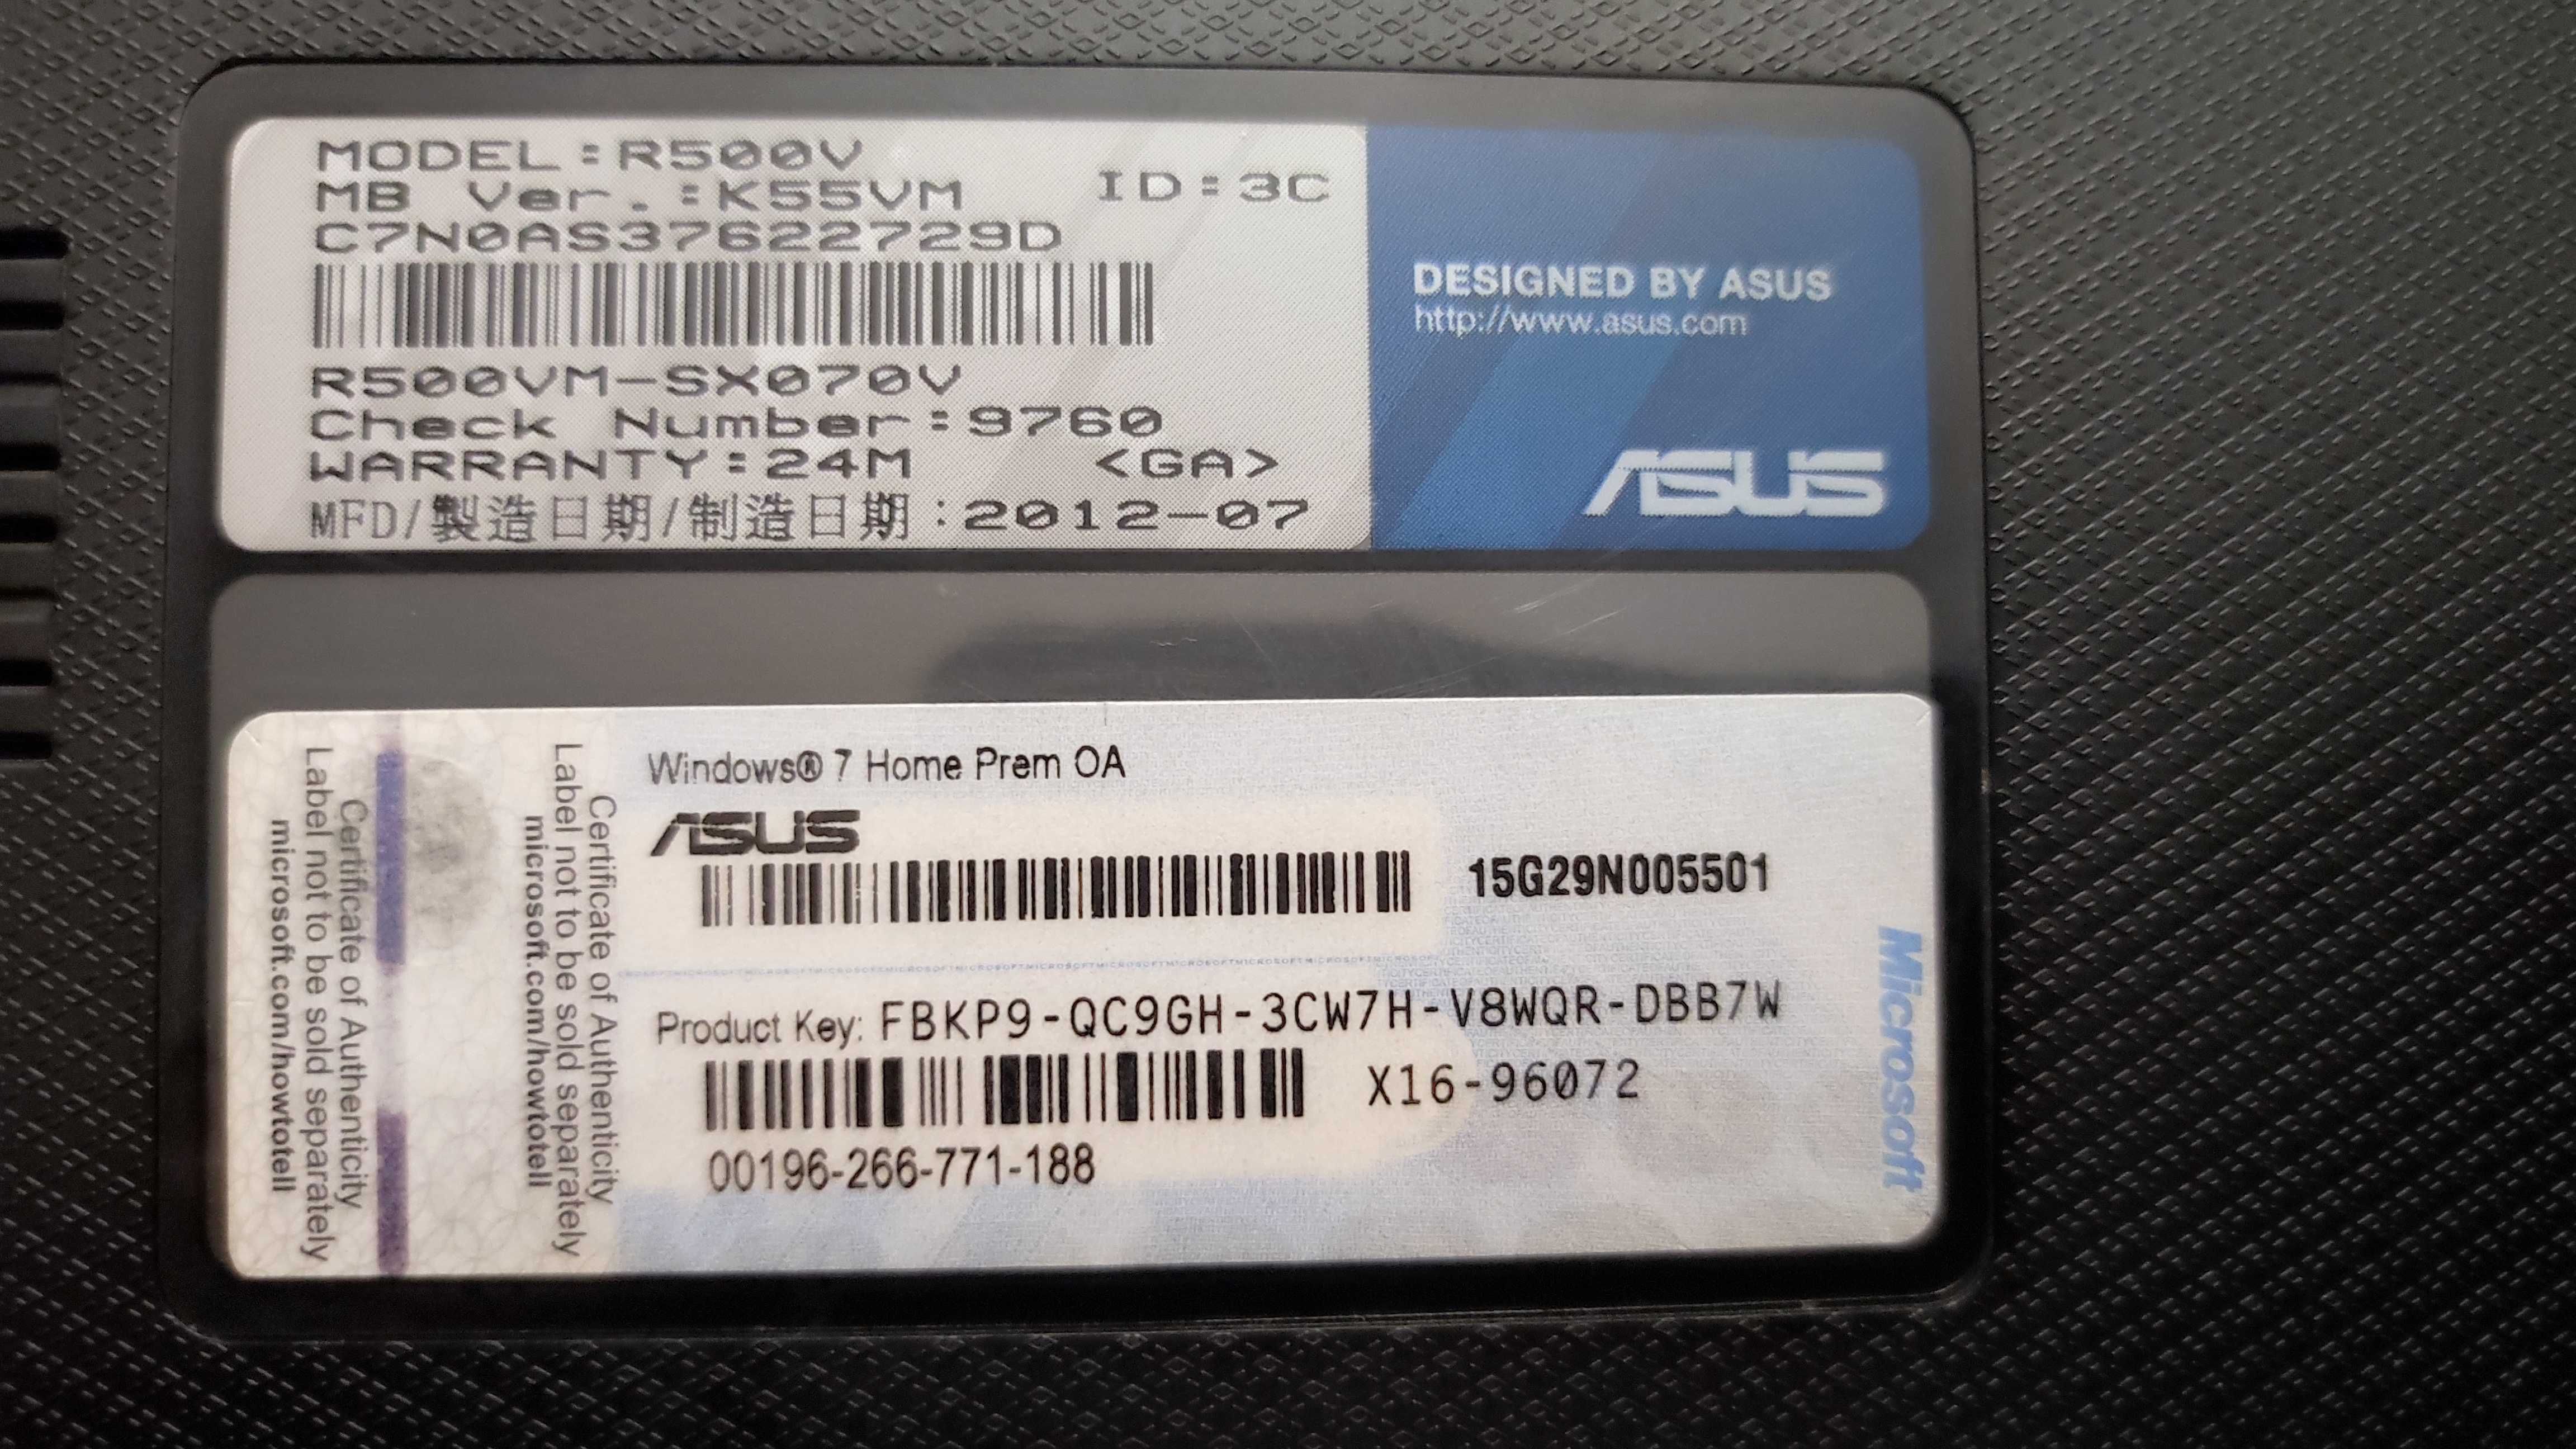 MODEL:R500V
MB Ver.:K55VM ID:3C
C7N0AS37622729D
R500VM-SX070V
Check Number:9760
WARRANTY:24M <GA>
MFD/製造日期/制造日期:2012-07
DESIGNED BY ASUS
http://www.asus.com
ASUS
Certificate of Authenticity
Label not to be sold separately
microsoft.com/howtotell
Certificate of Authenticity
Label not to be sold separately
microsoft.com/howtotell
Windows® 7 Home Prem OA
ASUS
15G29N005501
Product Key: FBKP9-QC9GH-3CW7H-V8WQR-DBB7W
X16-96072
00196-266-771-188
Microsoft